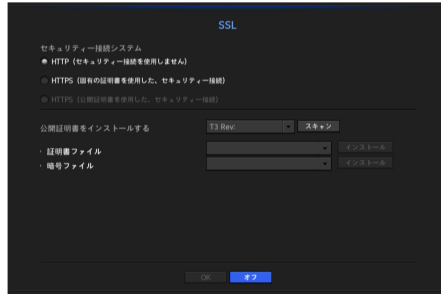 SSL
セキュリティー接続システム
HTTP (セキュリティー接続を使用しません)
HTTPS (固有の証明書を使用した、セキュリティー接続)
HTTPS (公開証明書を使用した、セキュリティー接続)
公開証明書をインストールする T3 Rev: スキャン
証明書ファイル インストール
暗号ファイル インストール
OK オフ